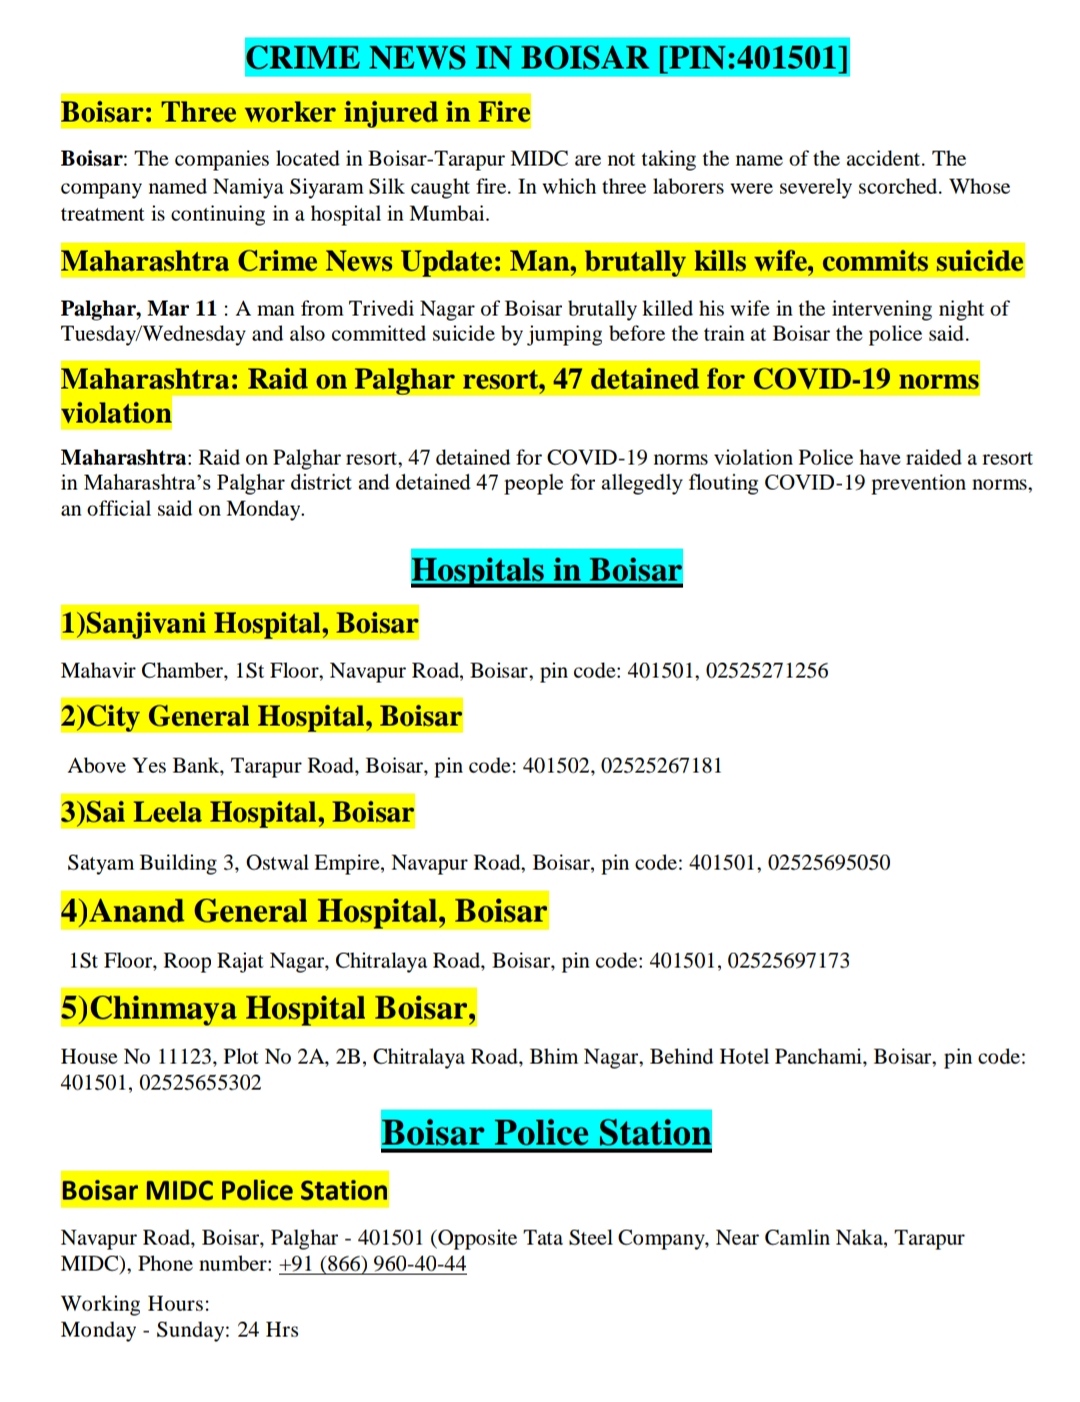 CRIME NEWS IN BOISAR [PIN:401501]
Boisar: Three worker injured in Fire
Boisar: The companies located in Boisar-Tarapur MIDC are not taking the name of the accident. The
company named Namiya Siyaram Silk caught fire. In which three laborers were severely scorched. Whose
treatment is continuing in a hospital in Mumbai.
Maharashtra Crime News Update: Man, brutally kills wife, commits suicide
Palghar, Mar 11 : A man from Trivedi Nagar of Boisar brutally killed his wife in the intervening night of
Tuesday/Wednesday and also committed suicide by jumping before the train at Boisar the police said.
Maharashtra: Raid on Palghar resort, 47 detained for COVID-19 norms
violation
Maharashtra: Raid on Palghar resort, 47 detained for COVID-19 norms violation Police have raided a resort
in Maharashtra’s Palghar district and detained 47 people for allegedly flouting COVID-19 prevention norms,
an official said on Monday.
Hospitals in Boisar
1)Sanjivani Hospital, Boisar
Mahavir Chamber, 1St Floor, Navapur Road, Boisar, pin code: 401501, 02525271256
2)City General Hospital, Boisar
Above Yes Bank, Tarapur Road, Boisar, pin code: 401502, 02525267181
3)Sai Leela Hospital, Boisar
Satyam Building 3, Ostwal Empire, Navapur Road, Boisar, pin code: 401501, 02525695050
4)Anand General Hospital, Boisar
1St Floor, Roop Rajat Nagar, Chitralaya Road, Boisar, pin code: 401501, 02525697173
5)Chinmaya Hospital Boisar,
House No 11123, Plot No 2A, 2B, Chitralaya Road, Bhim Nagar, Behind Hotel Panchami, Boisar, pin code:
401501, 02525655302
Boisar Police Station
Boisar MIDC Police Station
Navapur Road, Boisar, Palghar - 401501 (Opposite Tata Steel Company, Near Camlin Naka, Tarapur
MIDC), Phone number: +91 (866) 960-40-44
Working Hours:
Monday - Sunday: 24 Hrs